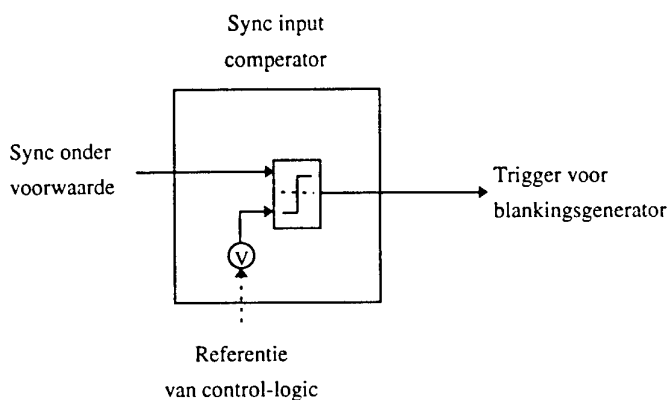 Sync input
comperator
Sync onder
voorwaarde
Trigger voor
blankingsgenerator
V
Referentie
van control-logic